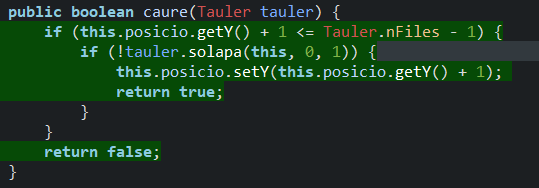 public boolean caure(Tauler tauler) {
    if (this.posicio.getY() + 1 <= Tauler.nFiles - 1) {
        if (!tauler.solapa(this, 0, 1)) {
            this.posicio.setY(this.posicio.getY() + 1);
            return true;
        }
    }
    return false;
}